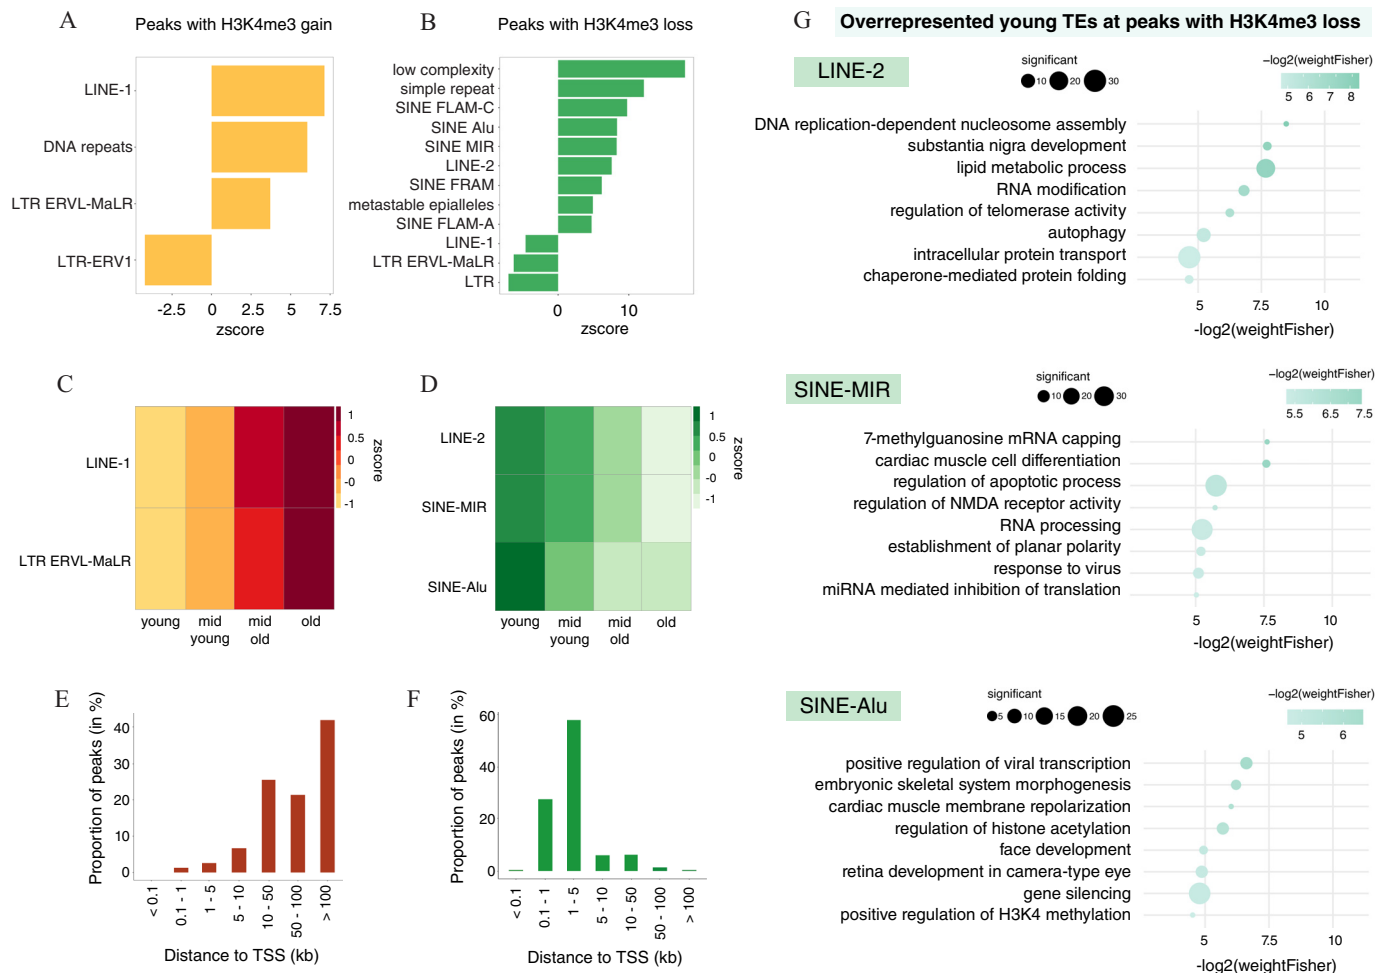 A
Peaks with H3K4me3 gain
LINE-1
DNA repeats
LTR ERVL-MaLR
LTR-ERV1
-2.5 0 2.5 5 7.5
zscore
B
Peaks with H3K4me3 loss
low complexity
simple repeat
SINE FLAM-C
SINE Alu
SINE MIR
LINE-2
SINE FRAM
metastable epialleles
SINE FLAM-A
LINE-1
LTR ERVL-MaLR
LTR
0 10
zscore
C
LINE-1
LTR ERVL-MaLR
young mid young mid old old
1
0.5
0
-0
-1
zscore
D
LINE-2
SINE-MIR
SINE-Alu
young mid young mid old old
1
0.5
0
-0
-1
zscore
E
Proportion of peaks (in %)
40
30
20
10
0
< 0.1
0.1 - 1
1 - 5
5 - 10
10 - 50
50 - 100
> 100
Distance to TSS (kb)
F
Proportion of peaks (in %)
60
40
20
0
< 0.1
0.1 - 1
1 - 5
5 - 10
10 - 50
50 - 100
> 100
Distance to TSS (kb)
G
Overrepresented young TEs at peaks with H3K4me3 loss
LINE-2
significant
10 20 30
−log2(weightFisher)
5 6 7 8
DNA replication-dependent nucleosome assembly
substantia nigra development
lipid metabolic process
RNA modification
regulation of telomerase activity
autophagy
intracellular protein transport
chaperone-mediated protein folding
5 7.5 10
-log2(weightFisher)
SINE-MIR
significant
10 20 30
−log2(weightFisher)
5.5 6.5 7.5
7-methylguanosine mRNA capping
cardiac muscle cell differentiation
regulation of apoptotic process
regulation of NMDA receptor activity
RNA processing
establishment of planar polarity
response to virus
miRNA mediated inhibition of translation
5 7.5 10
-log2(weightFisher)
SINE-Alu
significant
5 10 15 20 25
−log2(weightFisher)
5 6
positive regulation of viral transcription
embryonic skeletal system morphogenesis
cardiac muscle membrane repolarization
regulation of histone acetylation
face development
retina development in camera-type eye
gene silencing
positive regulation of H3K4 methylation
5 7.5 10
-log2(weightFisher)